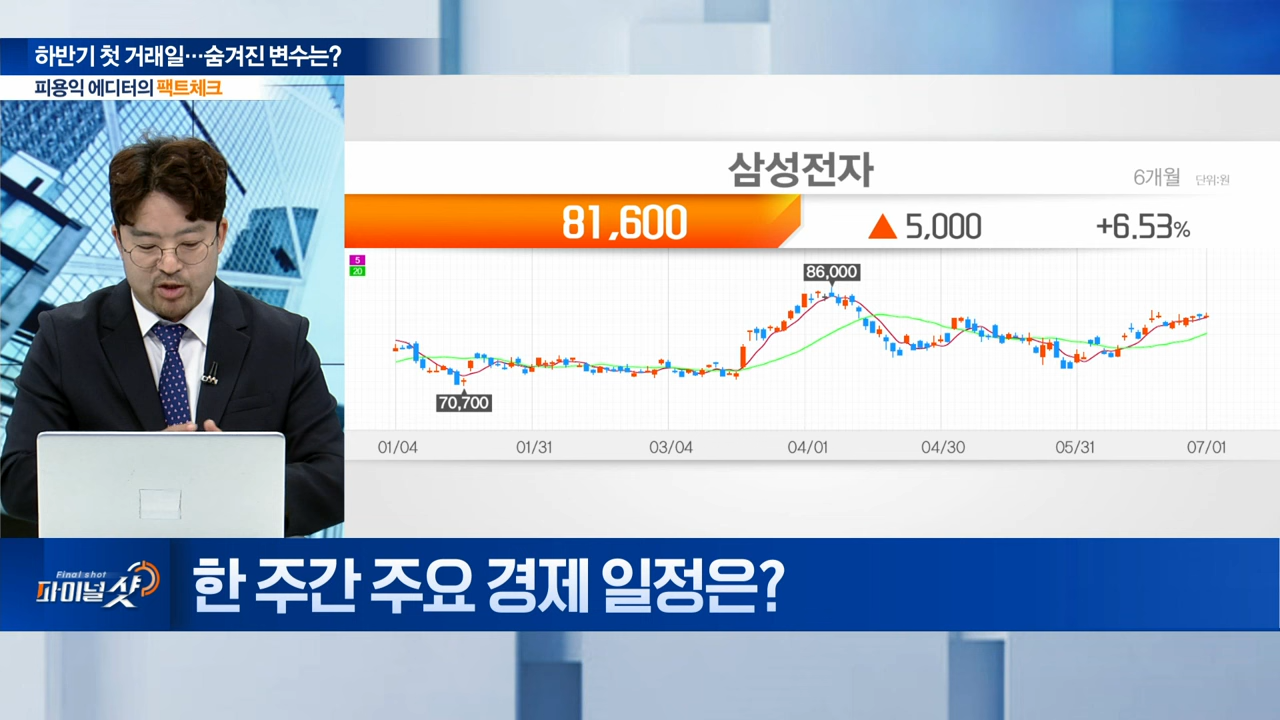 하반기 첫 거래일…숨겨진 변수는?
피용익 에디터의 팩트체크
삼성전자
6개월 단위:원
81,600 ▲ 5,000 +6.53%
5
20
86,000
70,700
01/04 01/31 03/04 04/01 04/30 05/31 07/01
Final shot
파이널샷
한 주간 주요 경제 일정은?